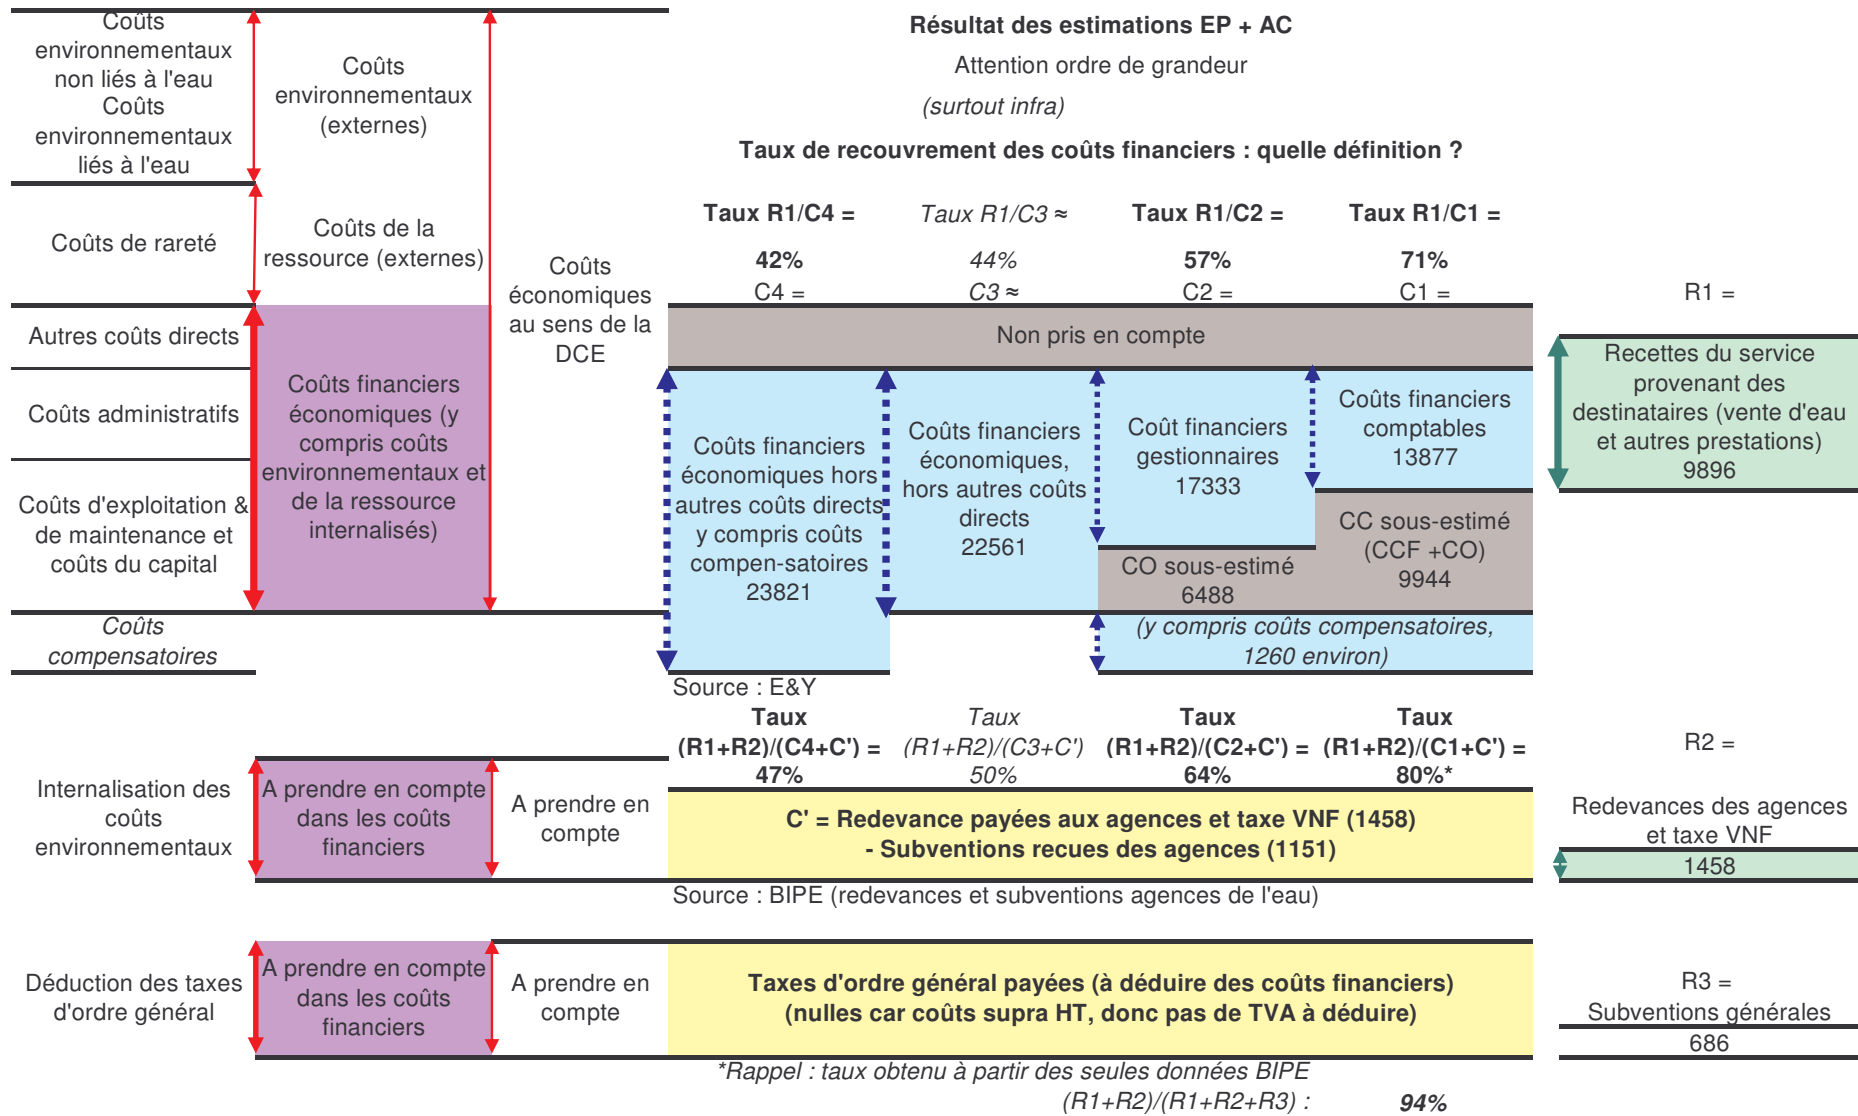 Coûts
environnementaux
non liés à l'eau
Coûts
environnementaux
liés à l'eau
Coûts de rareté
Autres coûts directs
Coûts administratifs
Coûts d'exploitation &
de maintenance et
coûts du capital
Coûts
compensatoires
Coûts
environnementaux
(externes)
Coûts de la
ressource (externes)
Coûts financiers
économiques (y
compris coûts
environnementaux et
de la ressource
internalisés)
Coûts
économiques
au sens de la
DCE
Résultat des estimations EP + AC
Attention ordre de grandeur
(surtout infra)
Taux de recouvrement des coûts financiers : quelle définition ?
Taux R1/C4 =
42%
C4 =
Taux R1/C3 ≈
44%
C3 ≈
Taux R1/C2 =
57%
C2 =
Taux R1/C1 =
71%
C1 =
R1 =
Non pris en compte
Coûts financiers
économiques hors
autres coûts directs
y compris coûts
compen-satoires
23821
Coûts financiers
économiques,
hors autres coûts
directs
22561
Coût financiers
gestionnaires
17333
CO sous-estimé
6488
Coûts financiers
comptables
13877
CC sous-estimé
(CCF +CO)
9944
(y compris coûts compensatoires,
1260 environ)
Recettes du service
provenant des
destinataires (vente d'eau
et autres prestations)
9896
Source : E&Y
Taux
(R1+R2)/(C4+C') =
47%
Taux
(R1+R2)/(C3+C')
50%
Taux
(R1+R2)/(C2+C') =
64%
Taux
(R1+R2)/(C1+C') =
80%*
R2 =
Internalisation des
coûts
environnementaux
A prendre en compte
dans les coûts
financiers
A prendre en
compte
C' = Redevance payées aux agences et taxe VNF (1458)
- Subventions recues des agences (1151)
Redevances des agences
et taxe VNF
1458
Source : BIPE (redevances et subventions agences de l'eau)
Déduction des taxes
d'ordre général
A prendre en compte
dans les coûts
financiers
A prendre en
compte
Taxes d'ordre général payées (à déduire des coûts financiers)
(nulles car coûts supra HT, donc pas de TVA à déduire)
R3 =
Subventions générales
686
*Rappel : taux obtenu à partir des seules données BIPE
(R1+R2)/(R1+R2+R3) :
94%